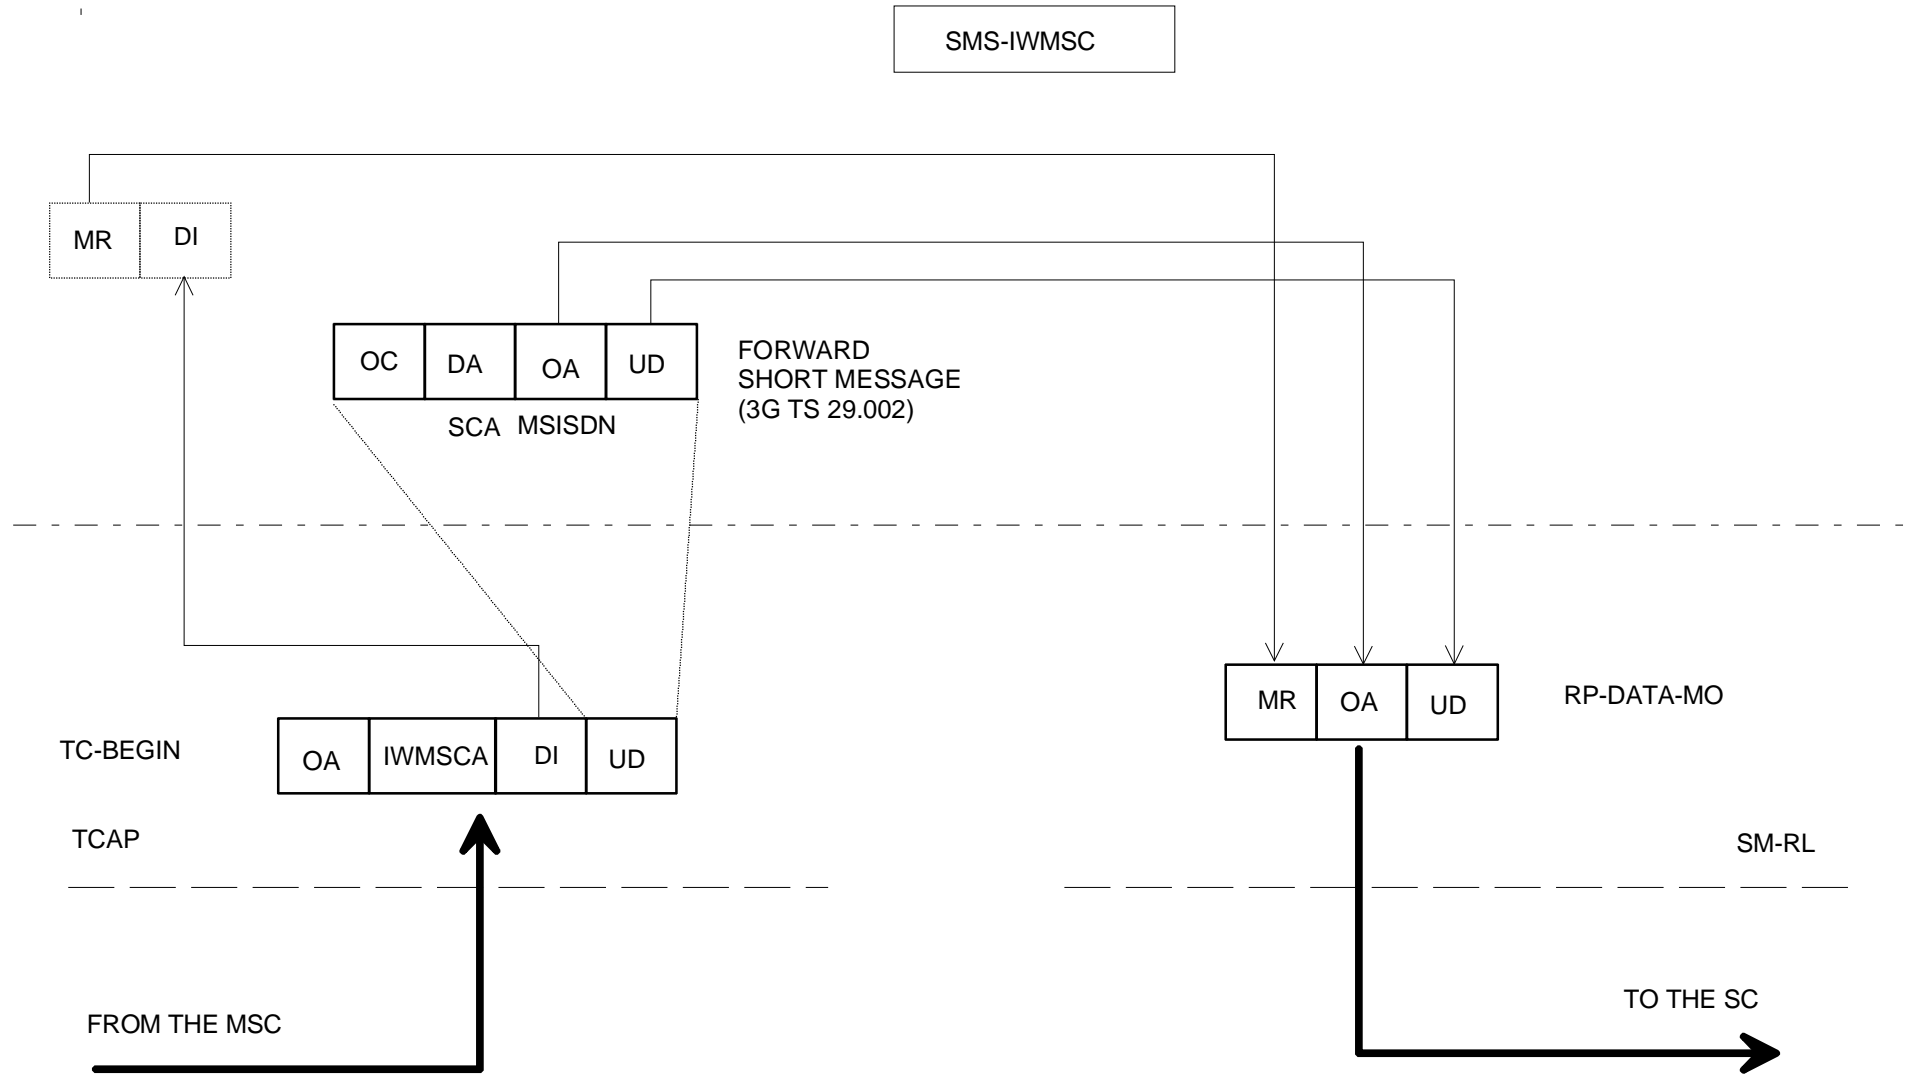 SMS-IWMSC
MR DI
OC DA OA UD
FORWARD
SHORT MESSAGE
(3G TS 29.002)
SCA MSISDN
MR OA UD
RP-DATA-MO
TC-BEGIN
OA IWMSCA DI UD
TCAP
SM-RL
FROM THE MSC
TO THE SC